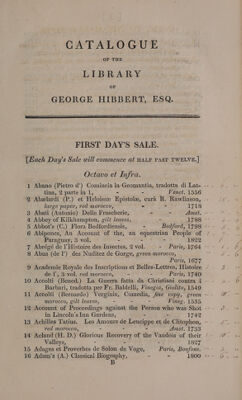 CATALOGUE
OF THE
LIBRARY
OF
GEORGE HIBBERT, ESQ.
FIRST DAY'S SALE.
[Each Day's Sale will commence at HALF PAST TWELVE.]
Octavo et Infra.
1 Abano (Pietro d') Comiacia in Geomantia, tradotta di Latina, 2 parts in 1, Venet. 1556
2 Abælardi (P.) et Heloissæ Epistolæ, curâ R. Rawlinson,
large paper, red morocco, 1718
3 Abati (Antonio) Delle Frascherie, Amst.
4 Abbey of Kilkhampton, gilt leaves, 1788
5 Abbot's (C.) Flora Bedfordiensis, Bedford, 1798
6 Abipones, An Account of the, an equestrian People of
Paraguay, 3 vol. 1822
7 Abrégé de l'Histoire des Insectes, 2 vol. Paris, 1764
8 Abus (de l') des Nuditez de Gorge, green morocco,
Paris, 1677
9 Academie Royale des Inscriptions et Belles-Lettres, Histoire
de l', 3 vol. red morocco, Paris, 1740
10 Accolti (Bened.) La Guerra fatta da Christiani contra i
Barbari, tradotta per Fr. Baldelli, Vinegia, Giolito, 1549
11 Accolti (Bernardo) Verginia, Comedia, fine copy, green
morocco, gilt leaves, Vineg. 1535
12 Account of Proceedings against the Person who was Shot
in Lincoln's Inn Gardens, 1742
13 Achilles Tatius. Les Amours de Leucippe et de Clitophon,
red morocco, Amst. 1733
14 Acland (H. D.) Glorious Recovery of the Vaudois of their
Valleys, 1827
15 Adages et Proverbes de Solon de Voge, Paris, Bonfons.
16 Adam's (A.) Classical Biography, 1800
B